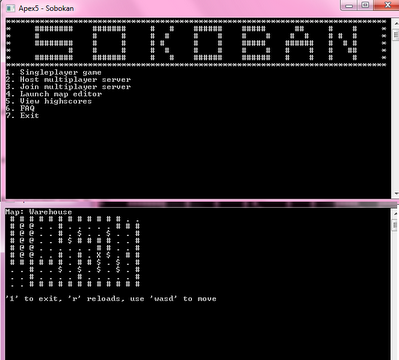 Apex5 - Sobokan
SOKOBAN
1. Singleplayer game
2. Host multiplayer server
3. Join multiplayer server
4. Launch map editor
5. View highscores
6. FAQ
7. Exit
Map: Warehouse
'1' to exit, 'r' reloads, use 'wasd' to move